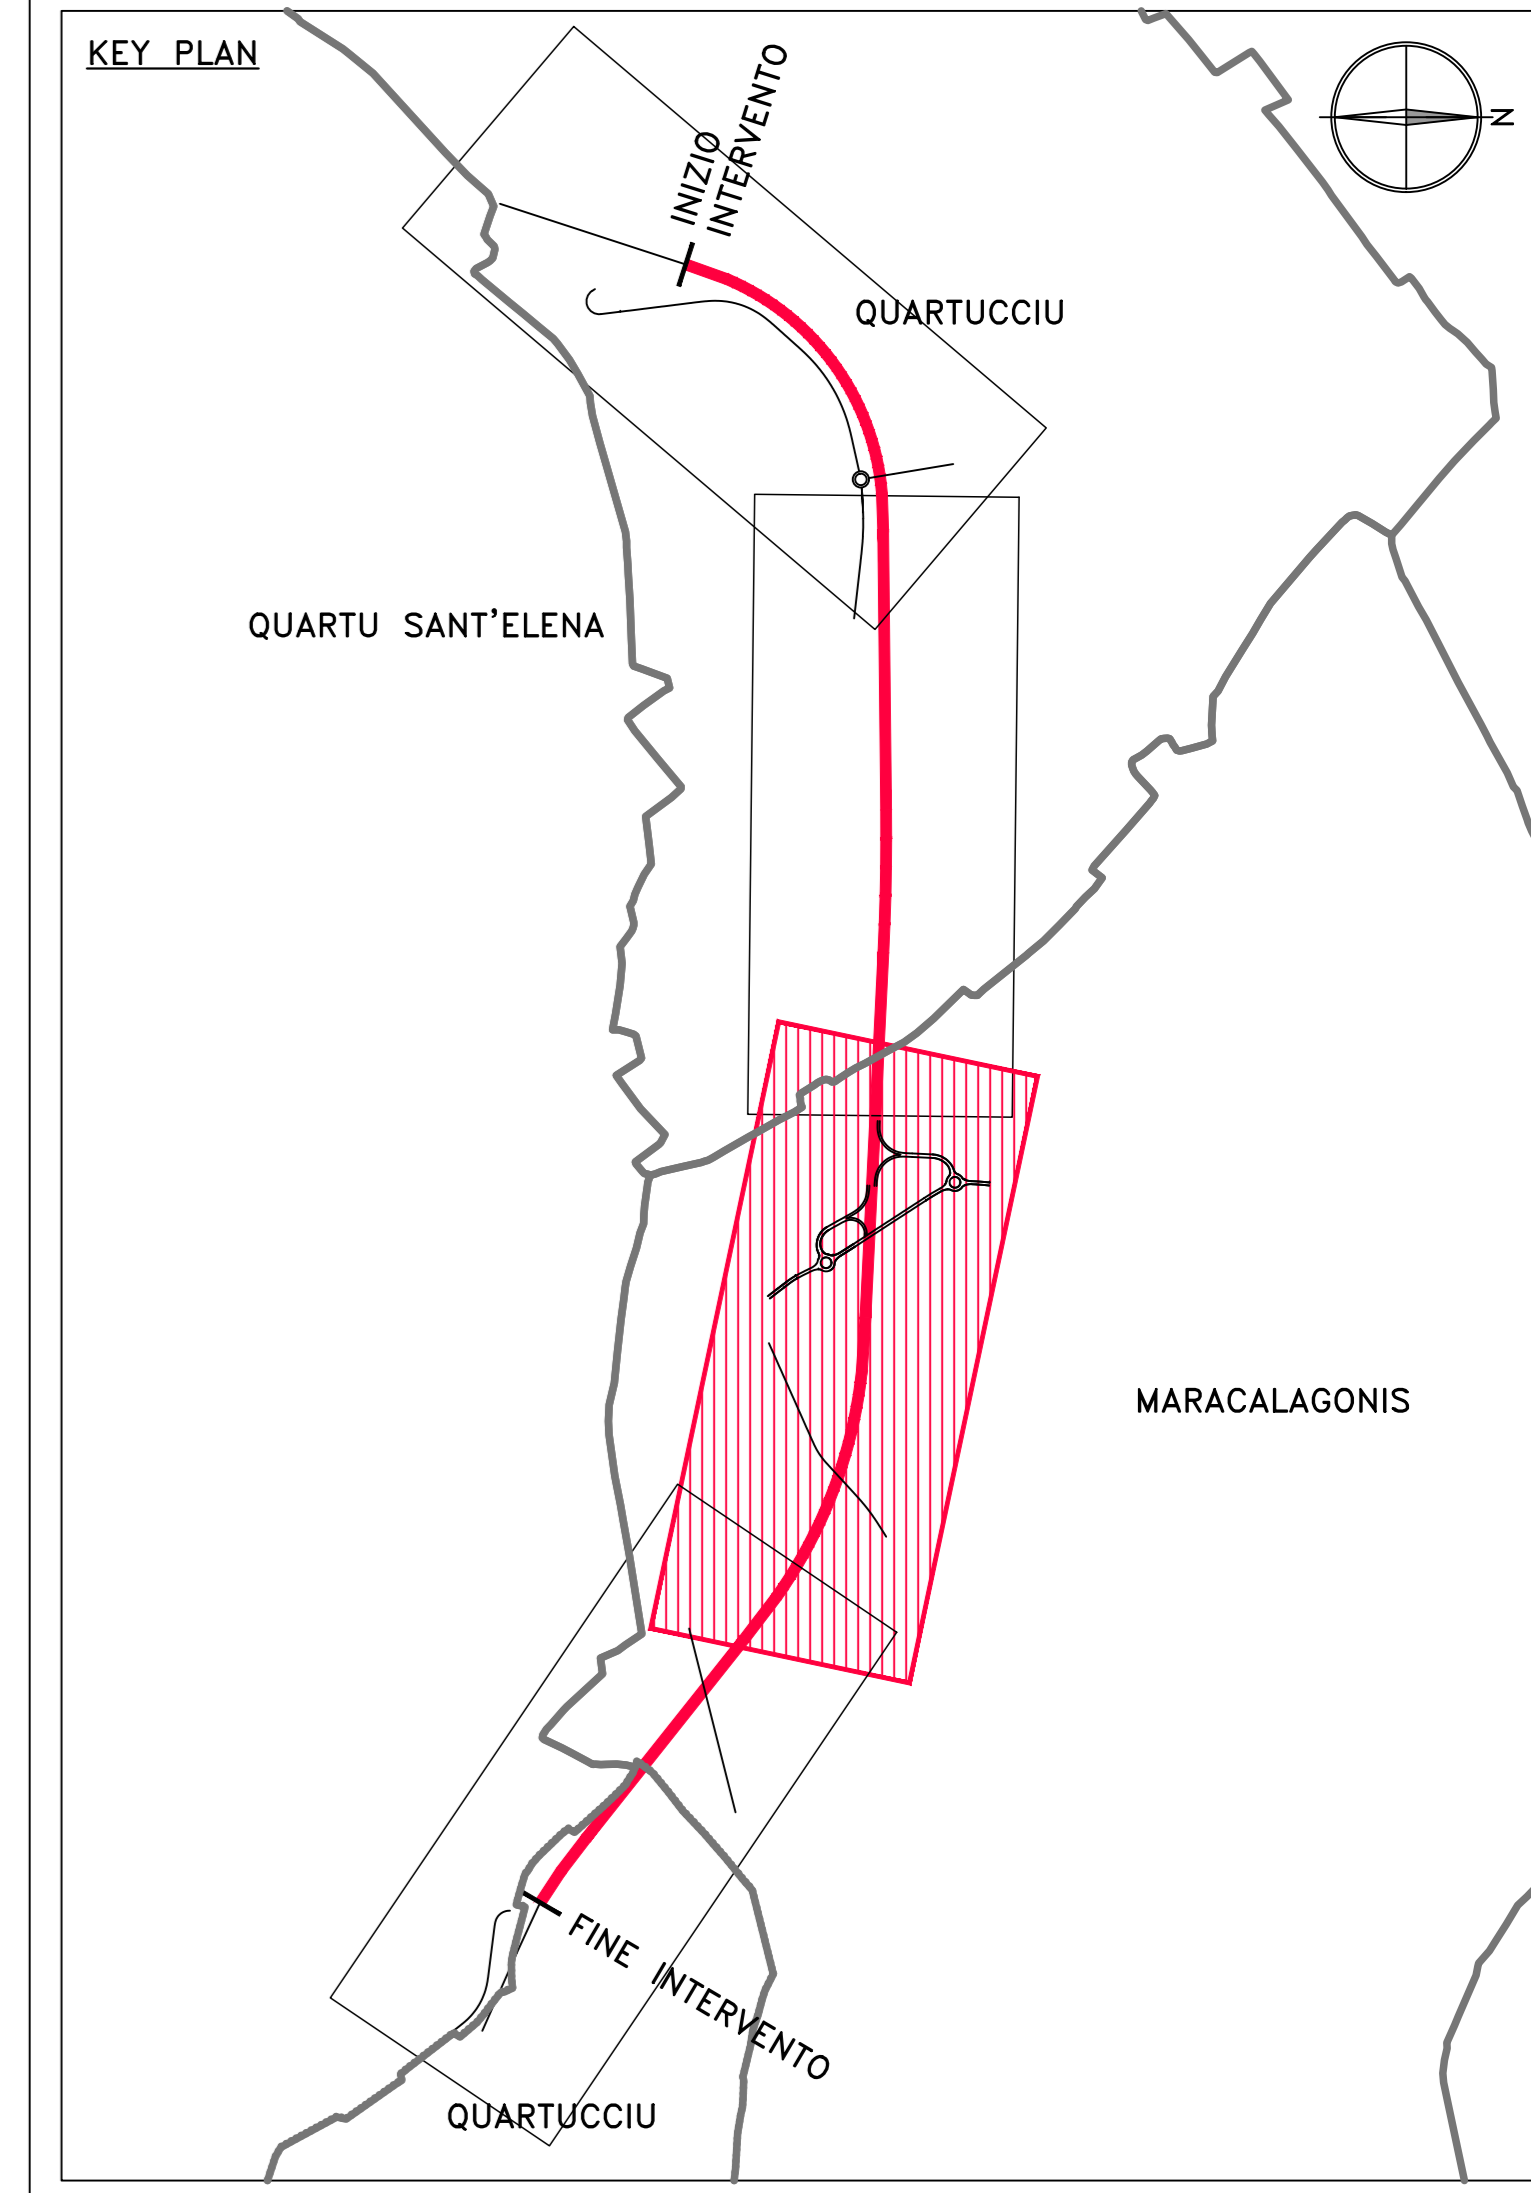 KEY PLAN
N
INIZIO
INTERVENTO
QUARTUCCIU
QUARTU SANT'ELENA
MARACALAGONIS
FINE INTERVENTO
QUARTUCCIU